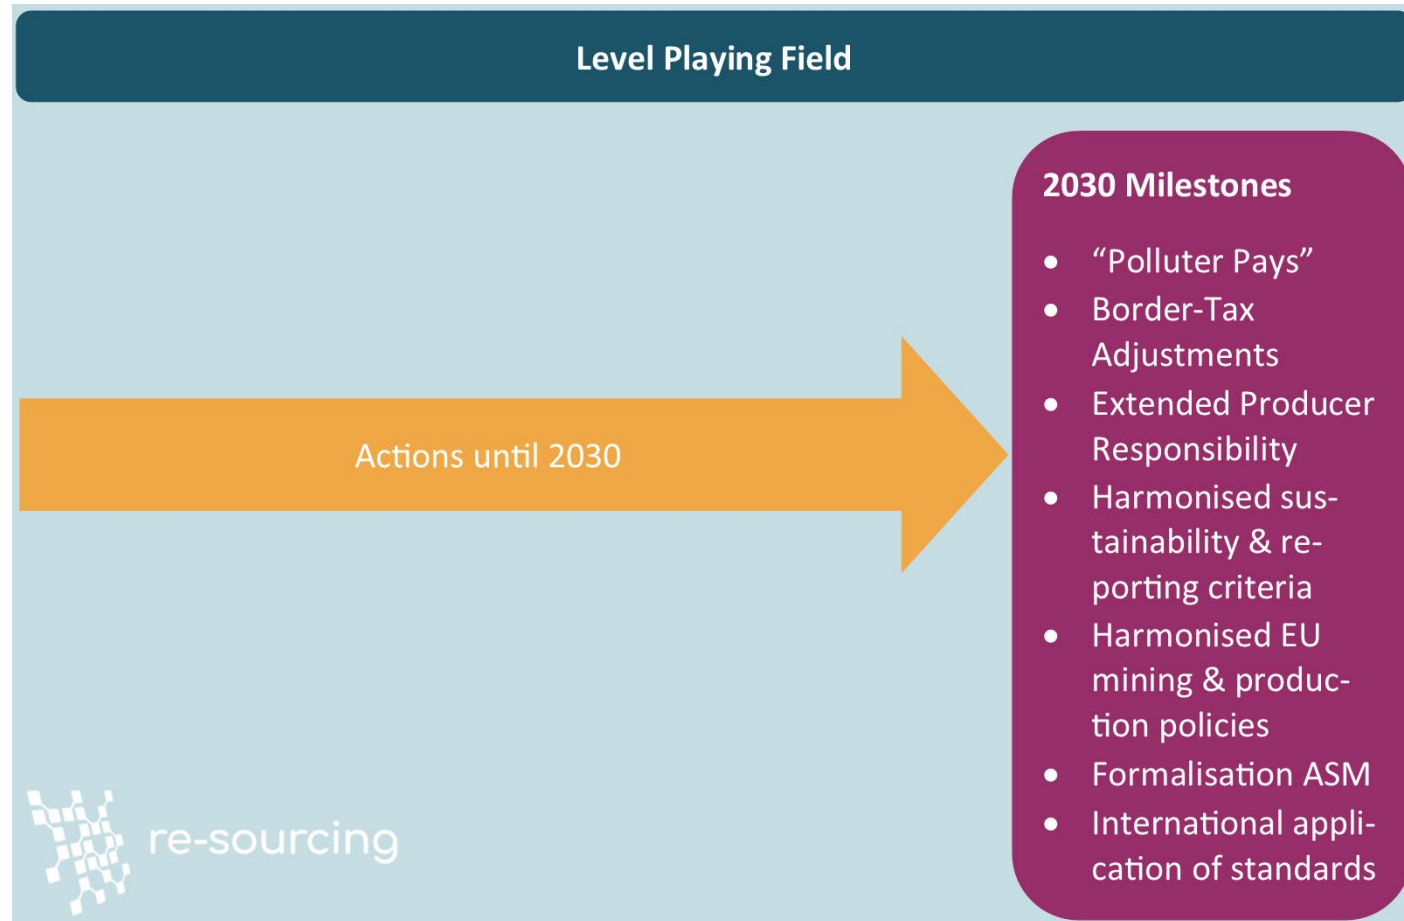 Level Playing Field
2030 Milestones
● “Polluter Pays”
● Border-Tax
Adjustments
● Extended Producer
Responsibility
● Harmonised sus-
tainability & re-
porting criteria
● Harmonised EU
mining & produc-
tion policies
● Formalisation ASM
● International appli-
cation of standards
Actions until 2030
re-sourcing